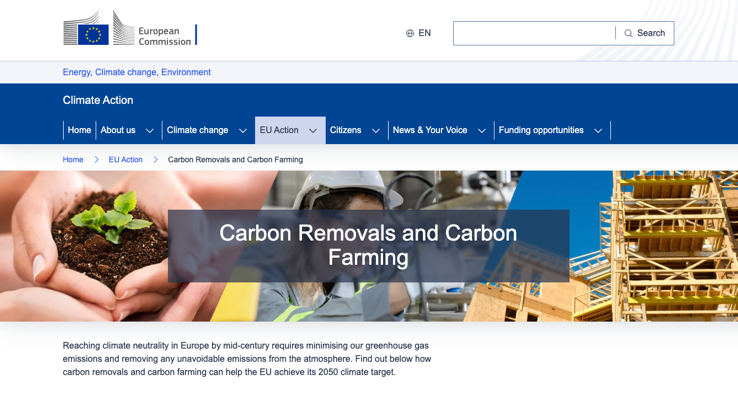 European
Commission
EN
Search
Energy, Climate change, Environment
Climate Action
Home
About us
Climate change
EU Action
Citizens
News & Your Voice
Funding opportunities
Home
EU Action
Carbon Removals and Carbon Farming
Carbon Removals and Carbon
Farming
Reaching climate neutrality in Europe by mid-century requires minimising our greenhouse gas
emissions and removing any unavoidable emissions from the atmosphere. Find out below how
carbon removals and carbon farming can help the EU achieve its 2050 climate target.